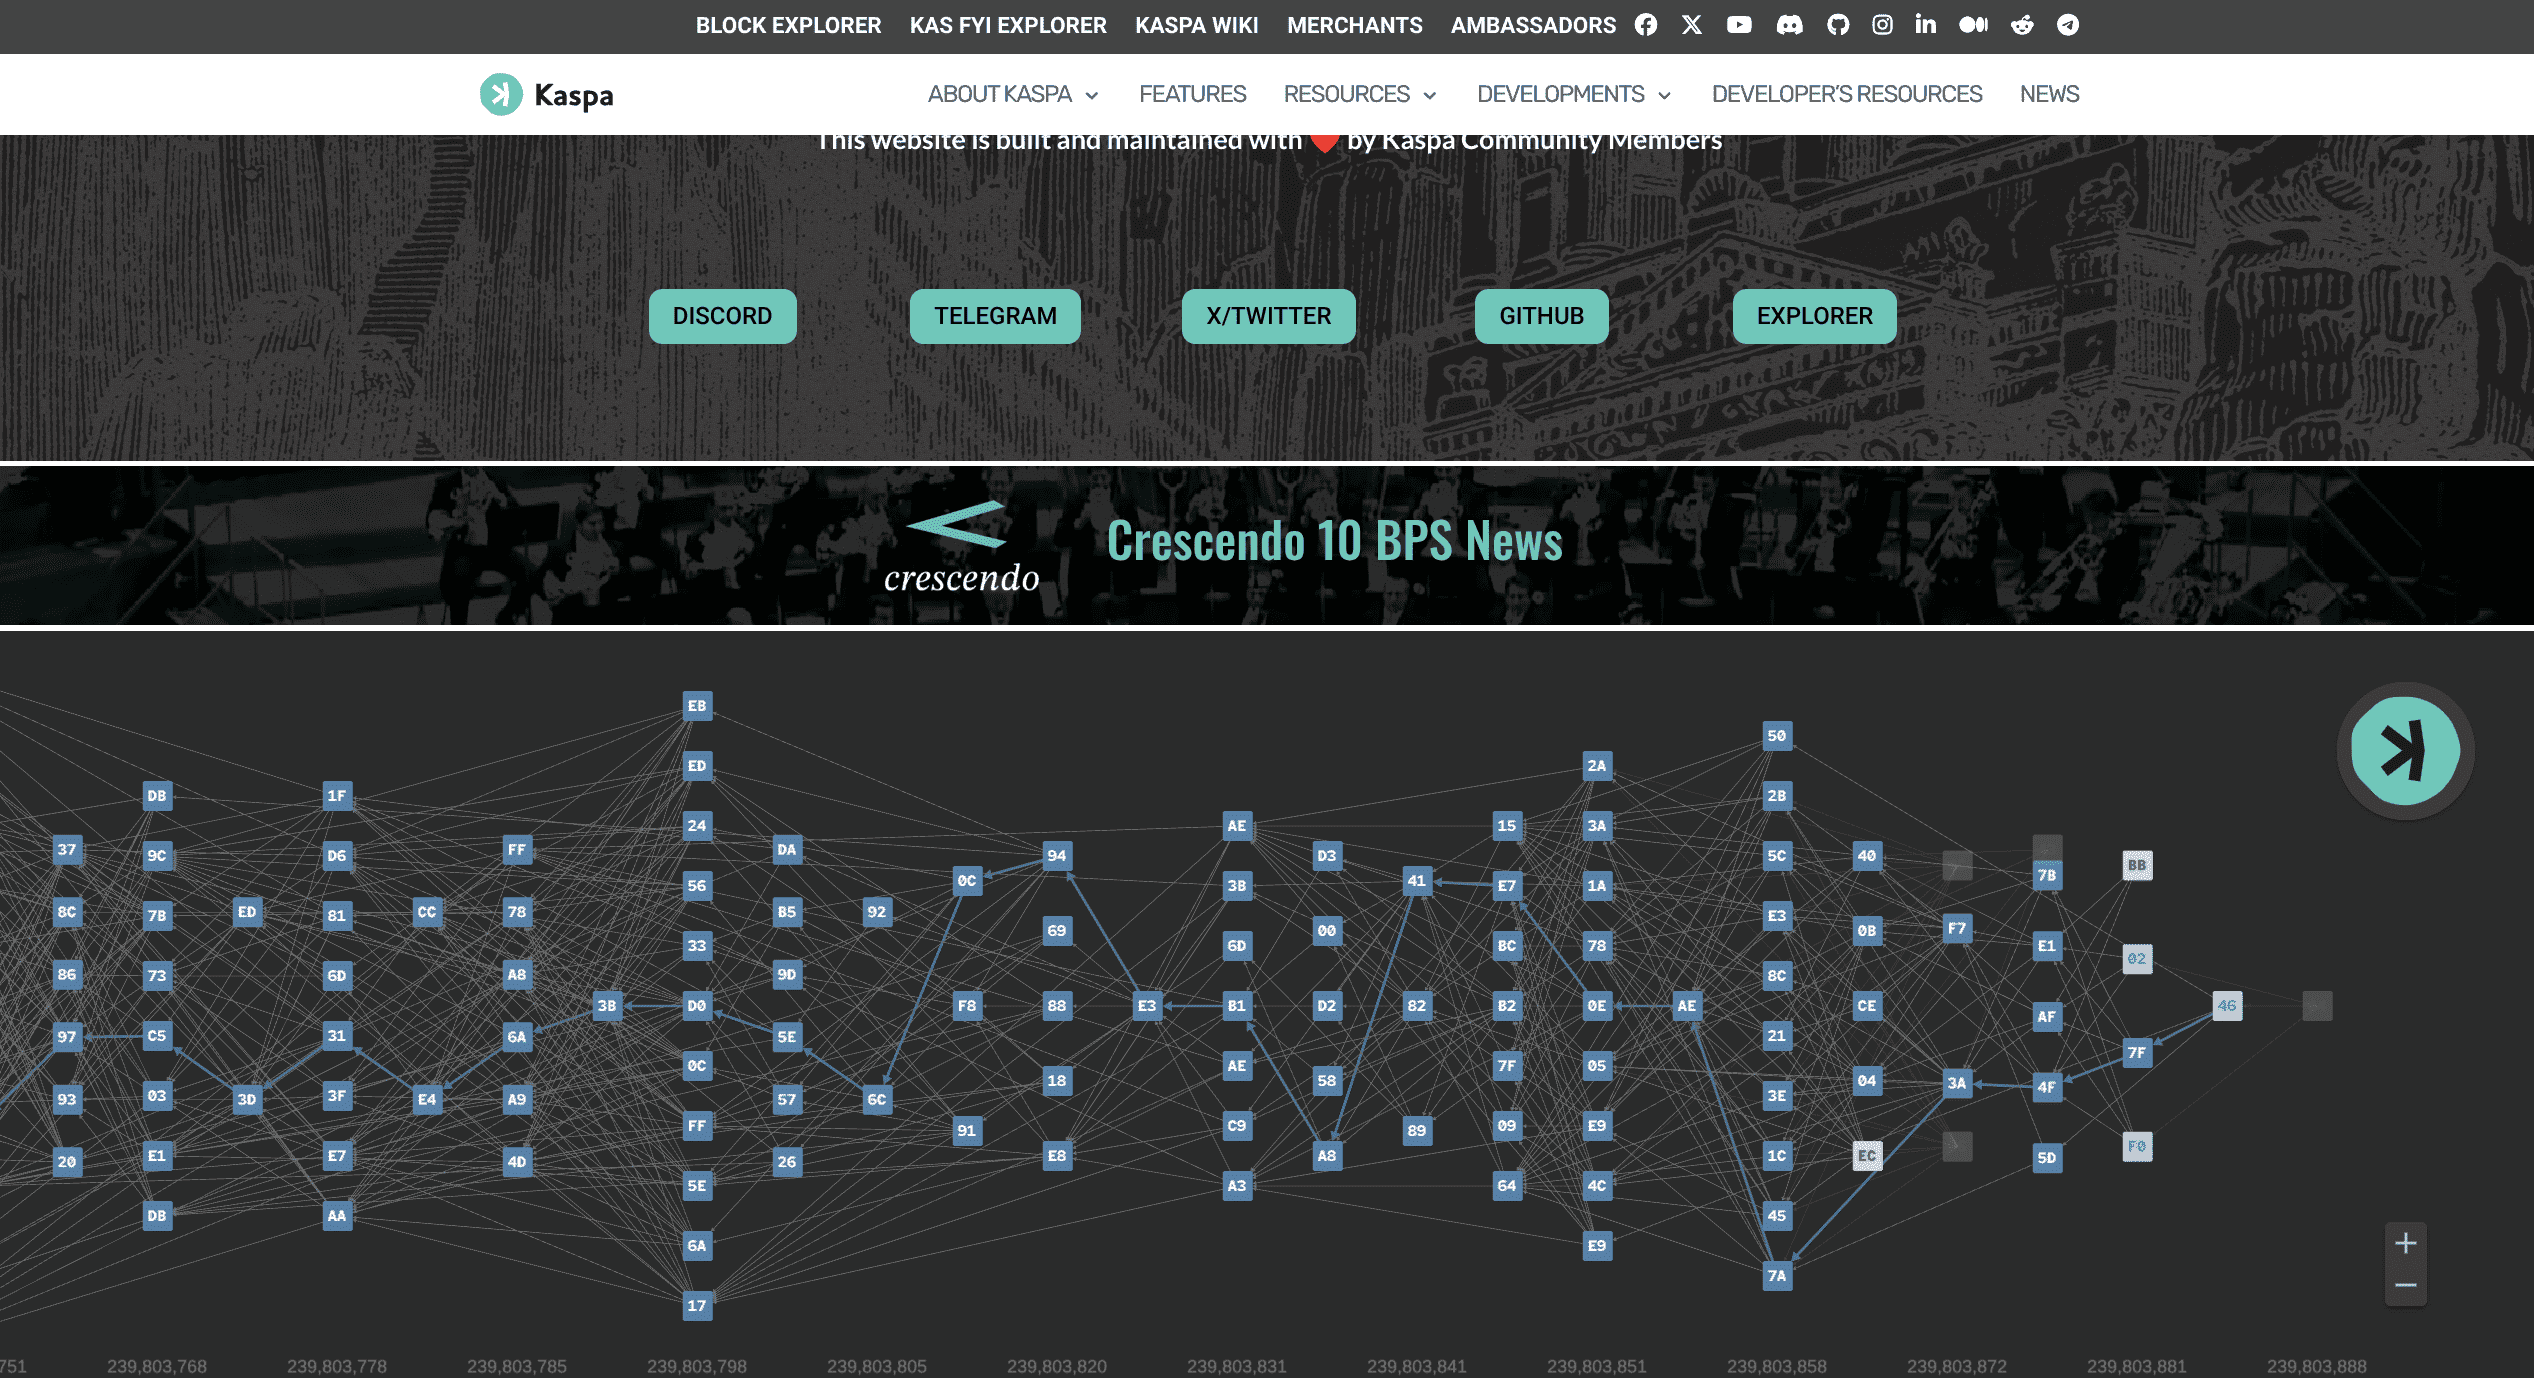 BLOCK EXPLORER KAS FYI EXPLORER KASPA WIKI MERCHANTS AMBASSADORS
Kaspa ABOUT KASPA FEATURES RESOURCES DEVELOPMENTS DEVELOPER'S RESOURCES NEWS
This website is built and maintained with ❤️ by Kaspa Community Members
DISCORD TELEGRAM X/TWITTER GITHUB EXPLORER
crescendo
Crescendo 10 BPS News
37 8C 86 97 93 20
DB 9C 7B 73 C5 03 E1 DB
ED 3D
1F D6 81 6D 31 3F E7 AA
CC E4
FF 78 A8 6A A9 4D
3B
EB ED 24 56 33 D0 0C FF 5E 6A 17
DA B5 9D 5E 57 26
92 6C
0C F8 91
94 69 88 18 E8
E3
AE 3B 6D B1 AE C9 A3
D3 00 D2 58 A8
41 82 89
15 E7 BC B2 7F 09 64
2A 3A 1A 78 0E 05 E9 4C E9
AE
50 2B 5C E3 8C 21 3E 1C 45 7A
40 0B CE 04 EC
F7 3A
7B E1 AF 4F 5D
BB 02 7F F0
46
+
−
751 239,803,768 239,803,778 239,803,785 239,803,798 239,803,805 239,803,820 239,803,831 239,803,841 239,803,851 239,803,858 239,803,872 239,803,881 239,803,888